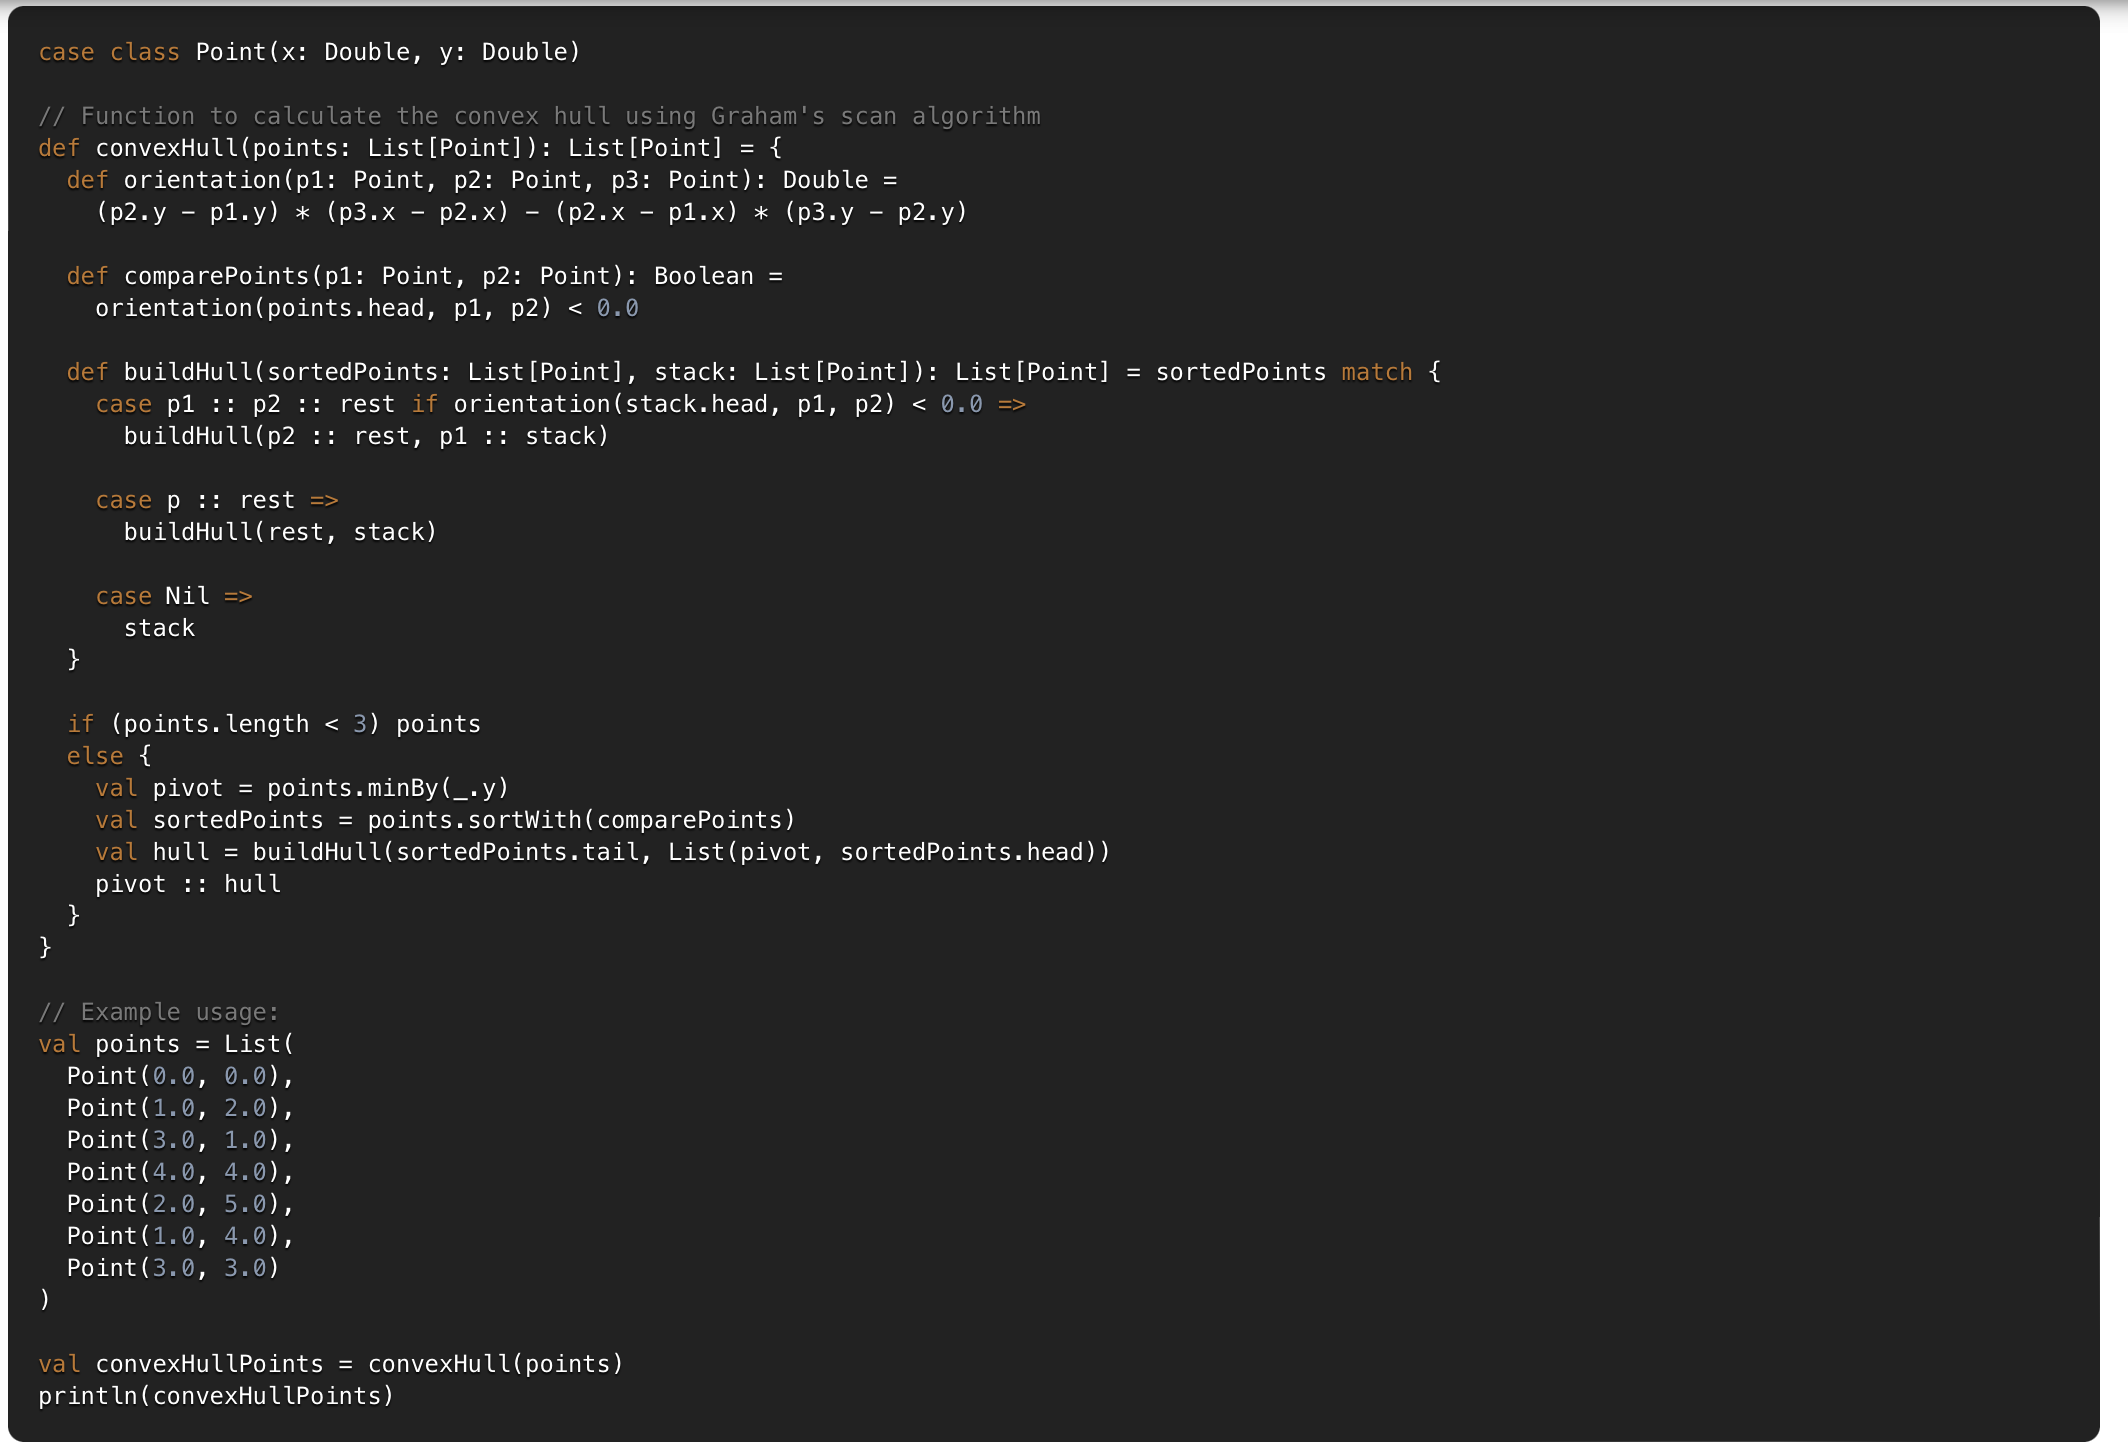 case class Point(x: Double, y: Double)

// Function to calculate the convex hull using Graham's scan algorithm
def convexHull(points: List[Point]): List[Point] = {
  def orientation(p1: Point, p2: Point, p3: Point): Double =
    (p2.y - p1.y) * (p3.x - p2.x) - (p2.x - p1.x) * (p3.y - p2.y)

  def comparePoints(p1: Point, p2: Point): Boolean =
    orientation(points.head, p1, p2) < 0.0

  def buildHull(sortedPoints: List[Point], stack: List[Point]): List[Point] = sortedPoints match {
    case p1 :: p2 :: rest if orientation(stack.head, p1, p2) < 0.0 =>
      buildHull(p2 :: rest, p1 :: stack)

    case p :: rest =>
      buildHull(rest, stack)

    case Nil =>
      stack
  }

  if (points.length < 3) points
  else {
    val pivot = points.minBy(_.y)
    val sortedPoints = points.sortWith(comparePoints)
    val hull = buildHull(sortedPoints.tail, List(pivot, sortedPoints.head))
    pivot :: hull
  }
}

// Example usage:
val points = List(
  Point(0.0, 0.0),
  Point(1.0, 2.0),
  Point(3.0, 1.0),
  Point(4.0, 4.0),
  Point(2.0, 5.0),
  Point(1.0, 4.0),
  Point(3.0, 3.0)
)

val convexHullPoints = convexHull(points)
println(convexHullPoints)